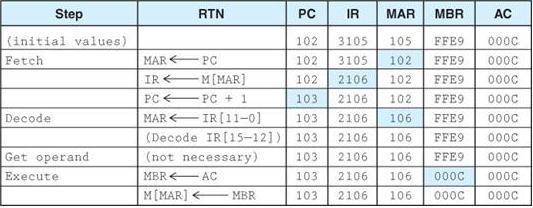 Step RTN PC IR MAR MBR AC
(initial values) 102 3105 105 FFE9 000C
Fetch MAR ← PC 102 3105 102 FFE9 000C
IR ← M[MAR] 102 2106 102 FFE9 000C
PC ← PC + 1 103 2106 102 FFE9 000C
Decode MAR ← IR[11—0] 103 2106 106 FFE9 000C
(Decode IR[15—12]) 103 2106 106 FFE9 000C
Get operand (not necessary) 103 2106 106 FFE9 000C
Execute MBR ← AC 103 2106 106 000C 000C
M[MAR] ← MBR 103 2106 106 000C 000C